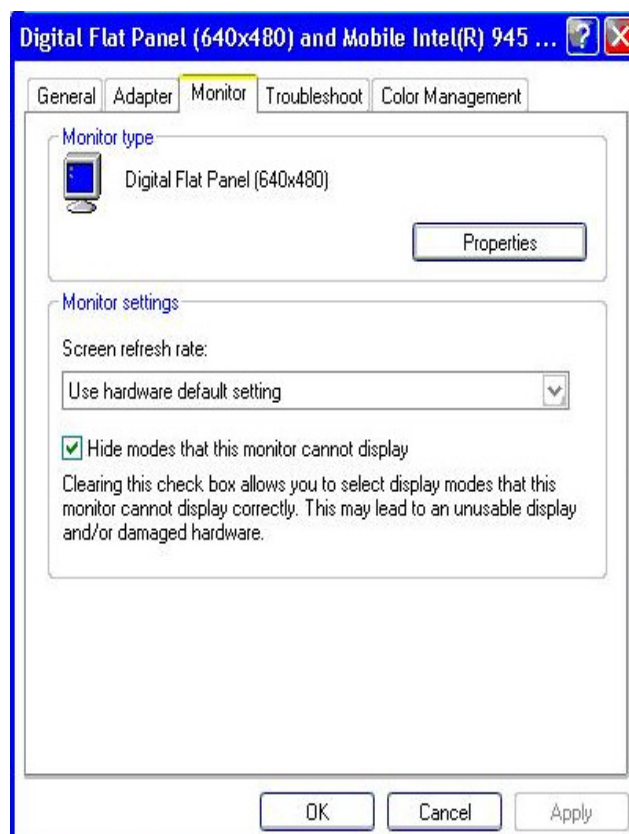 Digital Flat Panel (640x480) and Mobile Intel(R) 945 ...
General Adapter Monitor Troubleshoot Color Management
Monitor type
Digital Flat Panel (640x480)
Properties
Monitor settings
Screen refresh rate:
Use hardware default setting
Hide modes that this monitor cannot display
Clearing this check box allows you to select display modes that this
monitor cannot display correctly. This may lead to an unusable display
and/or damaged hardware.
OK Cancel Apply